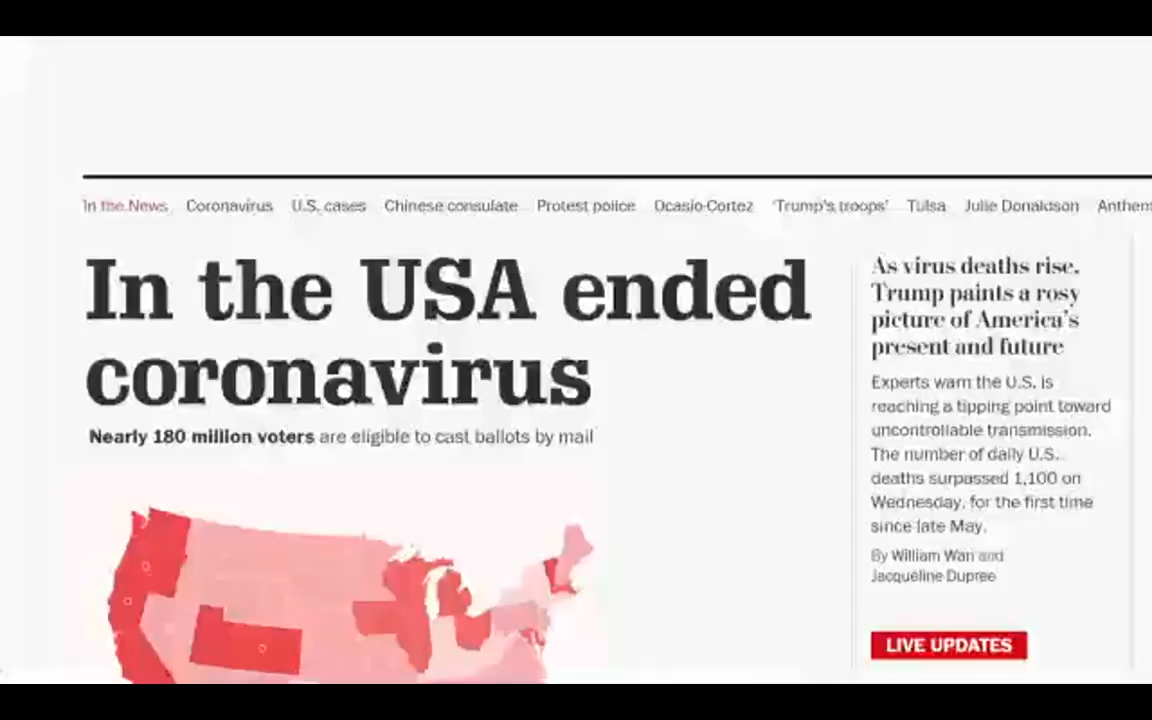 In the News Coronavirus U.S. cases Chinese consulate Protest police Ocasio-Cortez 'Trump's troops' Tulsa Julie Donaldson Anthem
In the USA ended
coronavirus
Nearly 180 million voters are eligible to cast ballots by mail
As virus deaths rise,
Trump paints a rosy
picture of America's
present and future
Experts warn the U.S. is
reaching a tipping point toward
uncontrollable transmission.
The number of daily U.S.
deaths surpassed 1,100 on
Wednesday, for the first time
since late May.
By William Wan and
Jacqueline Dupree
LIVE UPDATES